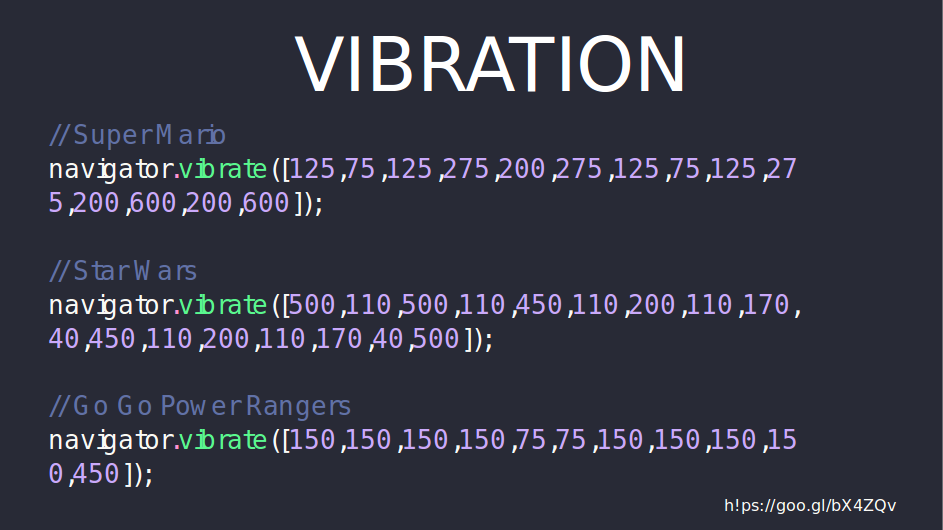 VIBRATION
//Super Mario
navigator.vibrate([125,75,125,275,200,275,125,75,125,27
5,200,600,200,600]);
//Star Wars
navigator.vibrate([500,110,500,110,450,110,200,110,170,
40,450,110,200,110,170,40,500]);
//Go Go Power Rangers
navigator.vibrate([150,150,150,150,75,75,150,150,150,15
0,450]);
h!ps://goo.gl/bX4ZQv